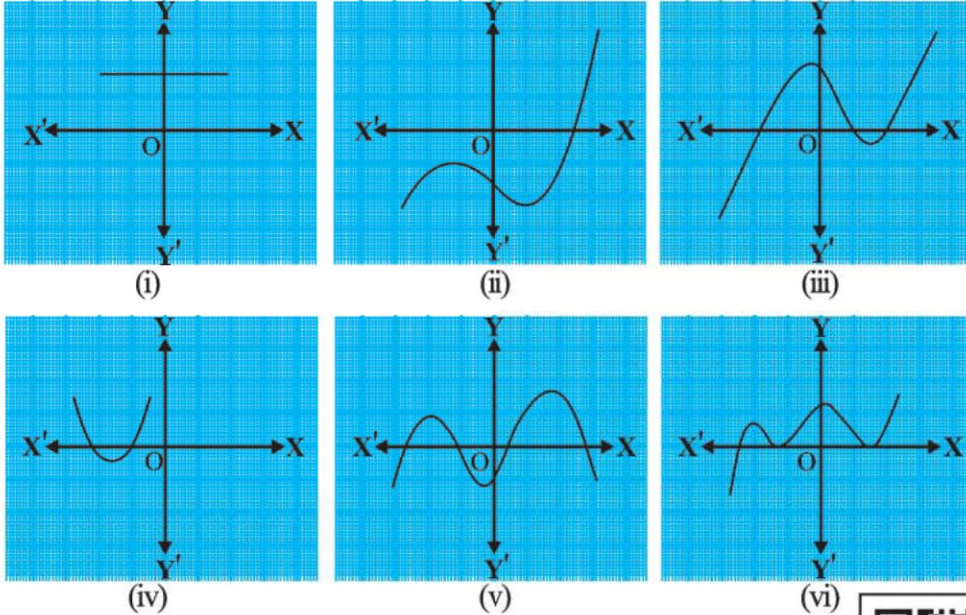 Y Y Y
X' O X X' O X X' O X
Y' Y' Y'
(i) (ii) (iii)
Y Y Y
X' O X X' O X X' O X
Y' Y' Y'
(iv) (v) (vi)